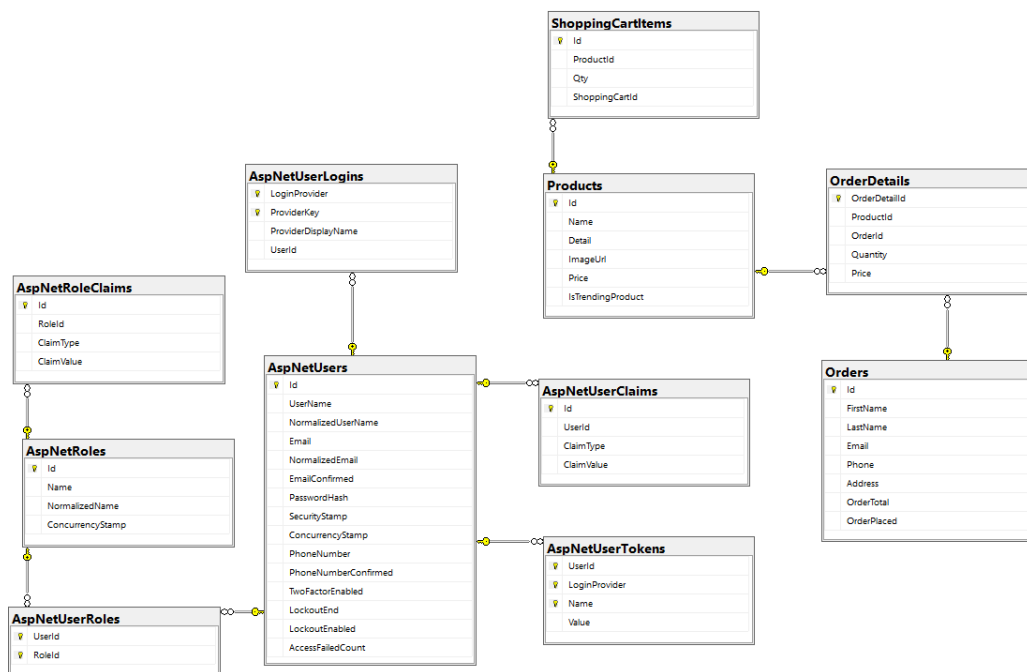 ShoppingCartItems
Id
ProductId
Qty
ShoppingCartId
AspNetUserLogins
LoginProvider
ProviderKey
ProviderDisplayName
UserId
Products
Id
Name
Detail
ImageUrl
Price
IsTrendingProduct
OrderDetails
OrderDetailId
ProductId
OrderId
Quantity
Price
AspNetRoleClaims
Id
RoleId
ClaimType
ClaimValue
AspNetUsers
Id
UserName
NormalizedUserName
Email
NormalizedEmail
EmailConfirmed
PasswordHash
SecurityStamp
ConcurrencyStamp
PhoneNumber
PhoneNumberConfirmed
TwoFactorEnabled
LockoutEnd
LockoutEnabled
AccessFailedCount
AspNetUserClaims
Id
UserId
ClaimType
ClaimValue
Orders
Id
FirstName
LastName
Email
Phone
Address
OrderTotal
OrderPlaced
AspNetRoles
Id
Name
NormalizedName
ConcurrencyStamp
AspNetUserTokens
UserId
LoginProvider
Name
Value
AspNetUserRoles
UserId
RoleId